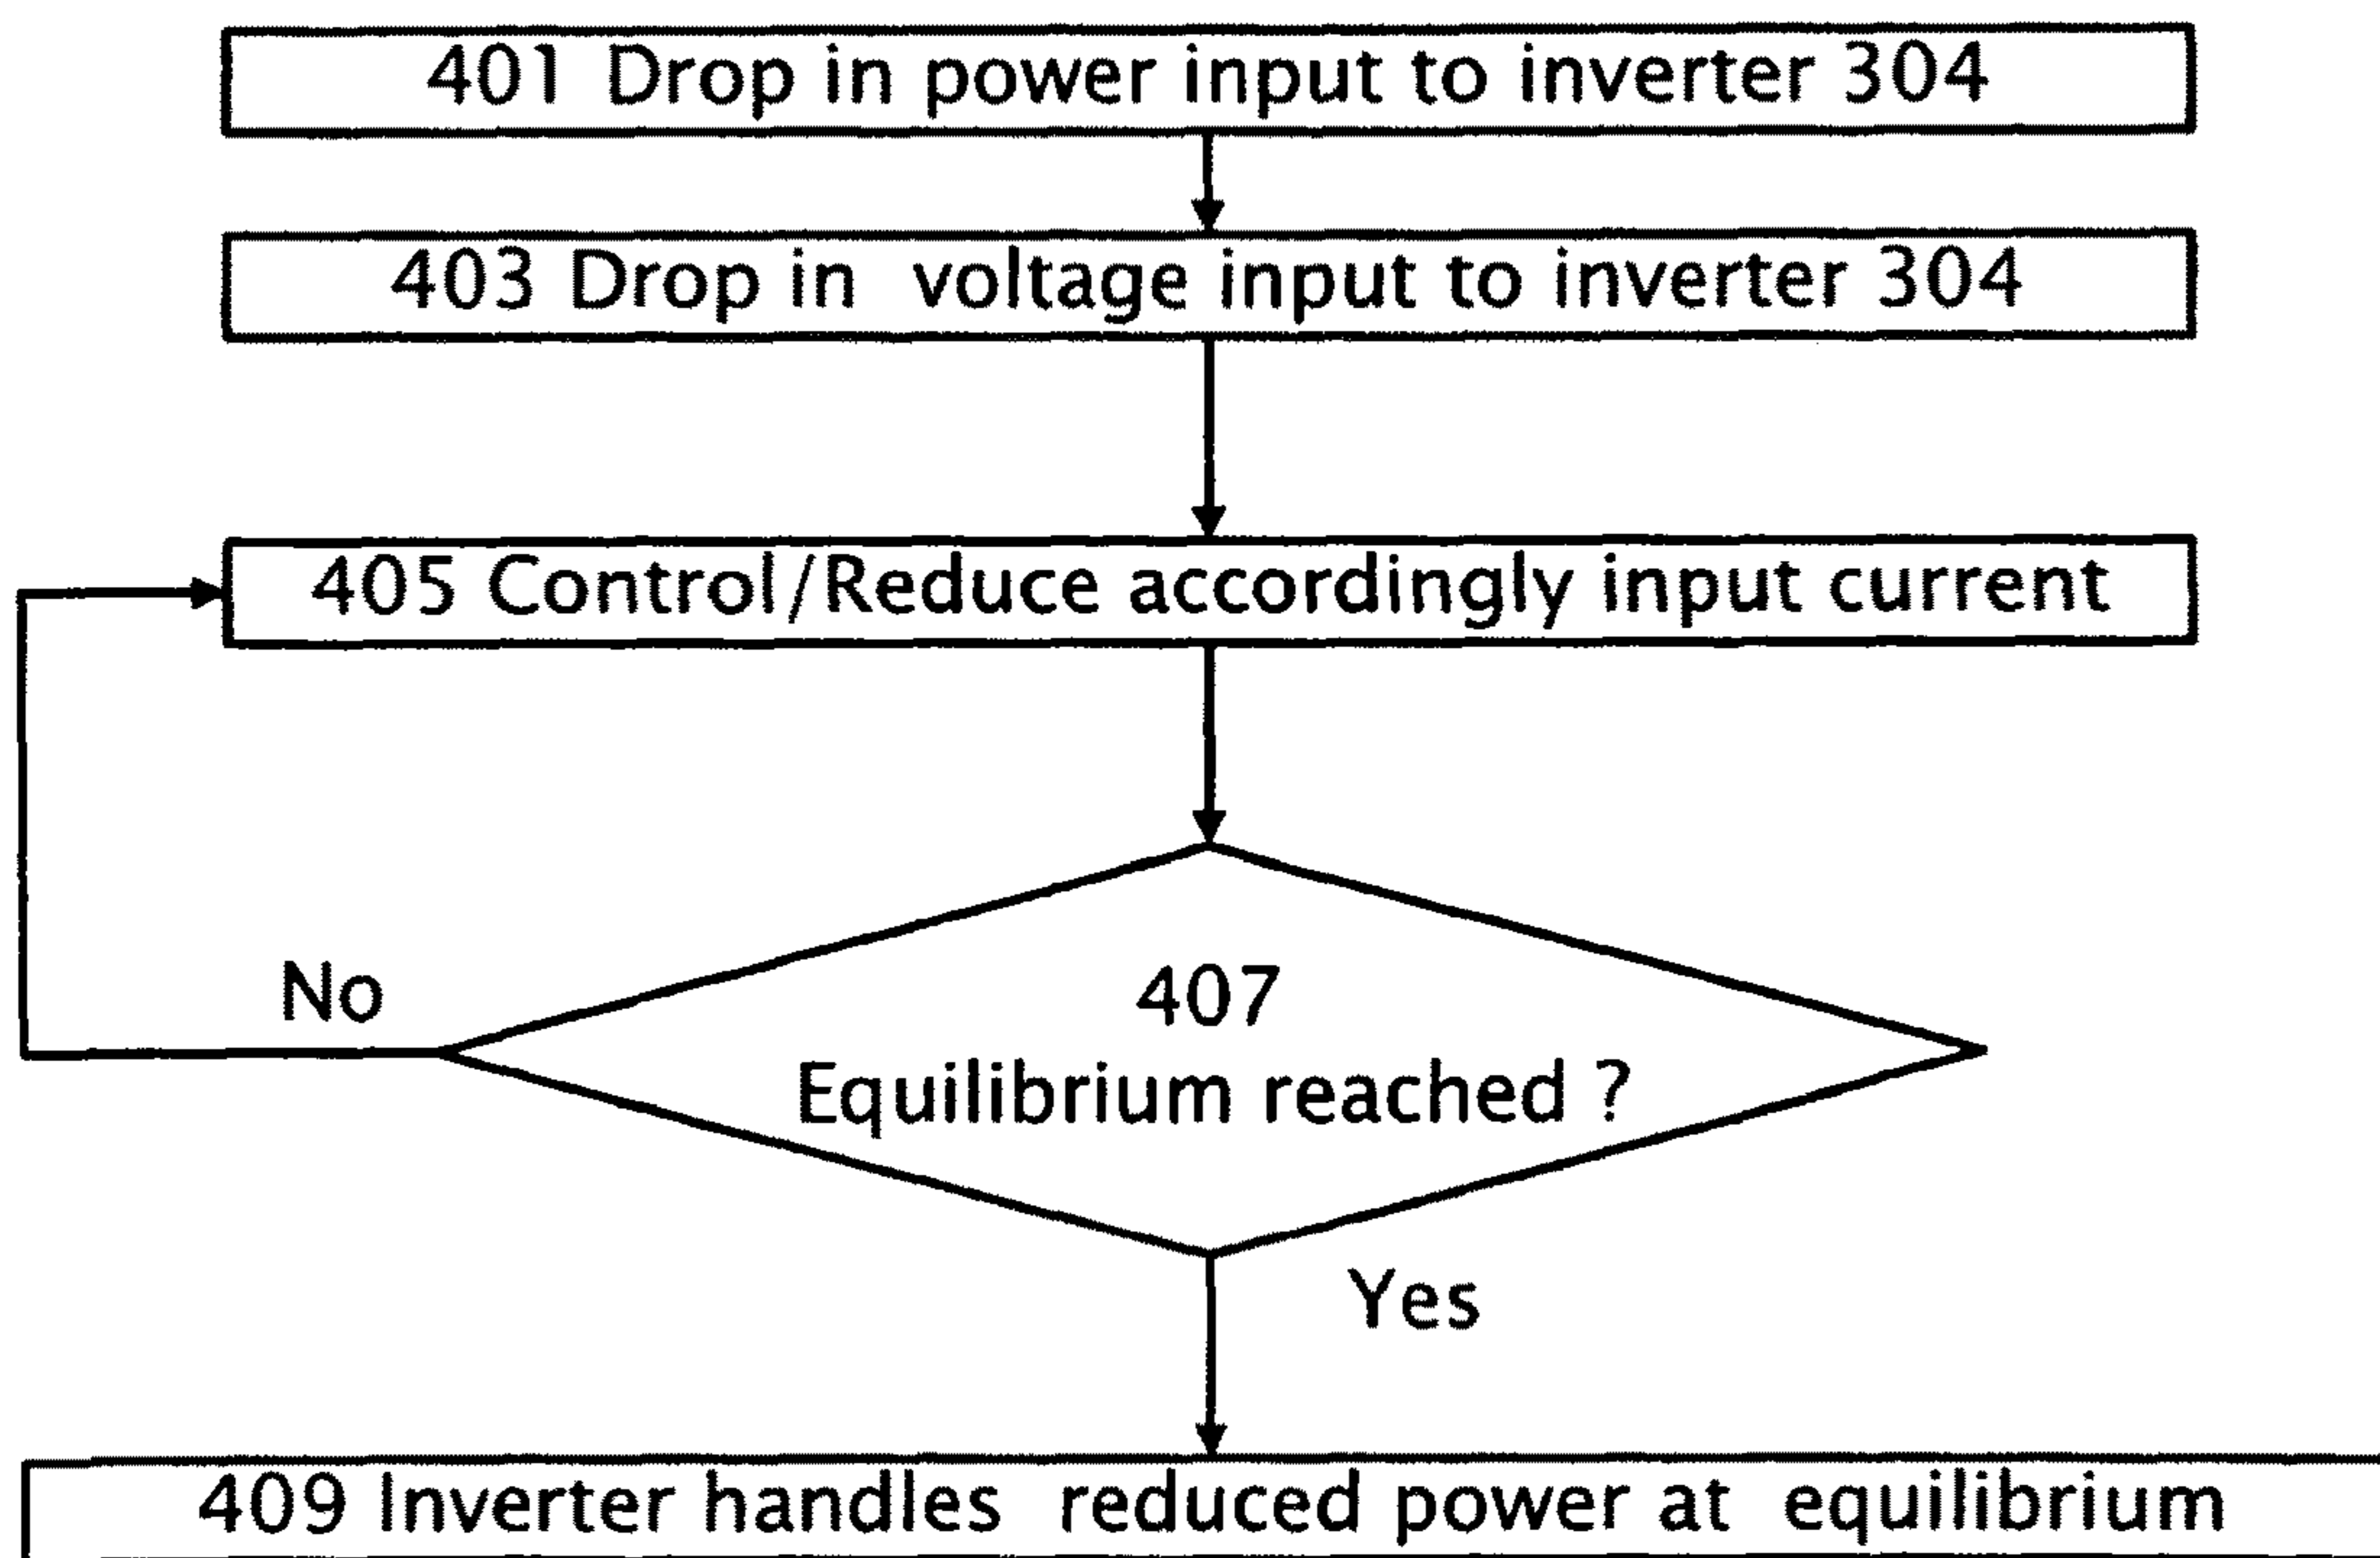 401 Drop in power input to inverter 304
403 Drop in voltage input to inverter 304
405 Control/Reduce accordingly input current
No
407
Equilibrium reached ?
Yes
409 Inverter handles reduced power at equilibrium